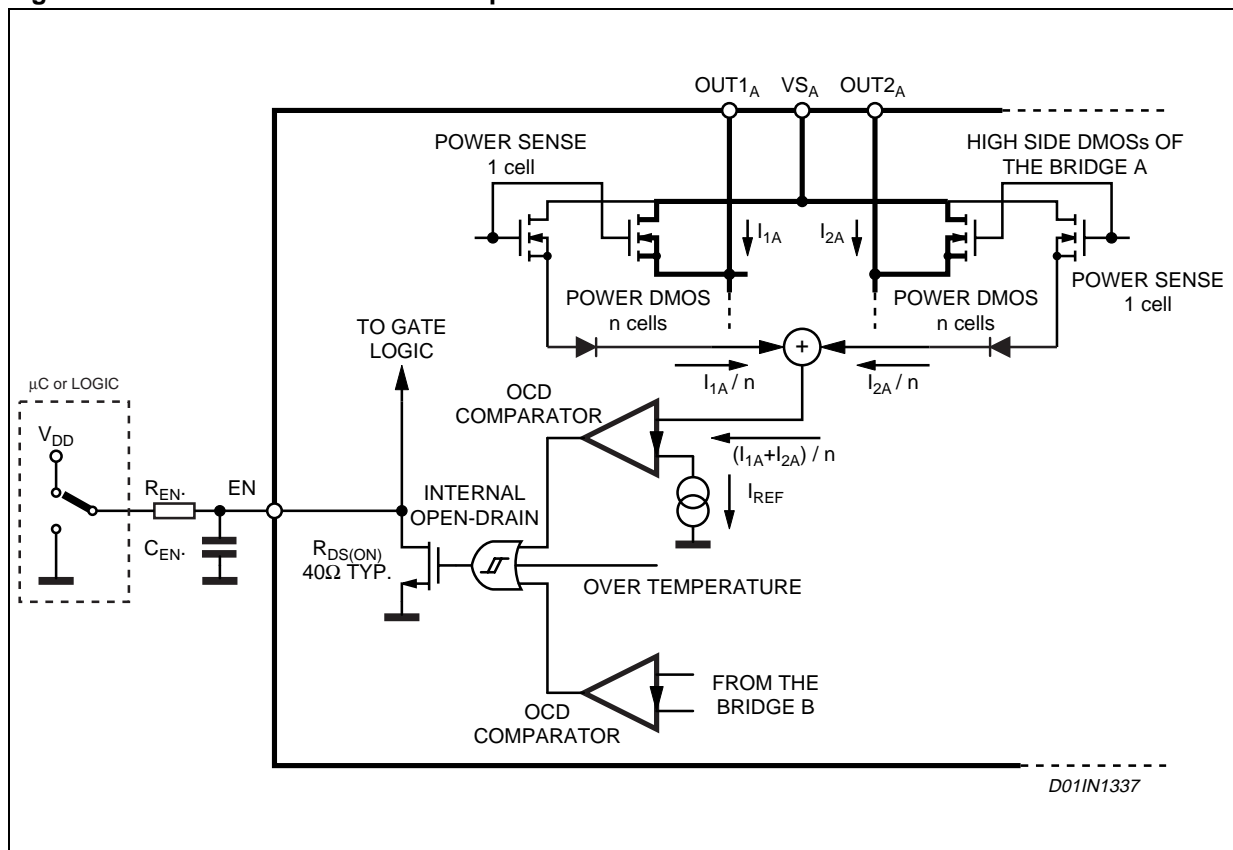 OUT1A VSA OUT2A
POWER SENSE
1 cell
HIGH SIDE DMOSs OF
THE BRIDGE A
I1A
I2A
POWER SENSE
1 cell
POWER DMOS
n cells
POWER DMOS
n cells
TO GATE
LOGIC
+
I1A / n
I2A / n
μC or LOGIC
OCD
COMPARATOR
VDD
(I1A+I2A) / n
IREF
REN.
EN
INTERNAL
OPEN-DRAIN
CEN.
RDS(ON)
40Ω TYP.
OVER TEMPERATURE
FROM THE
BRIDGE B
OCD
COMPARATOR
D01IN1337